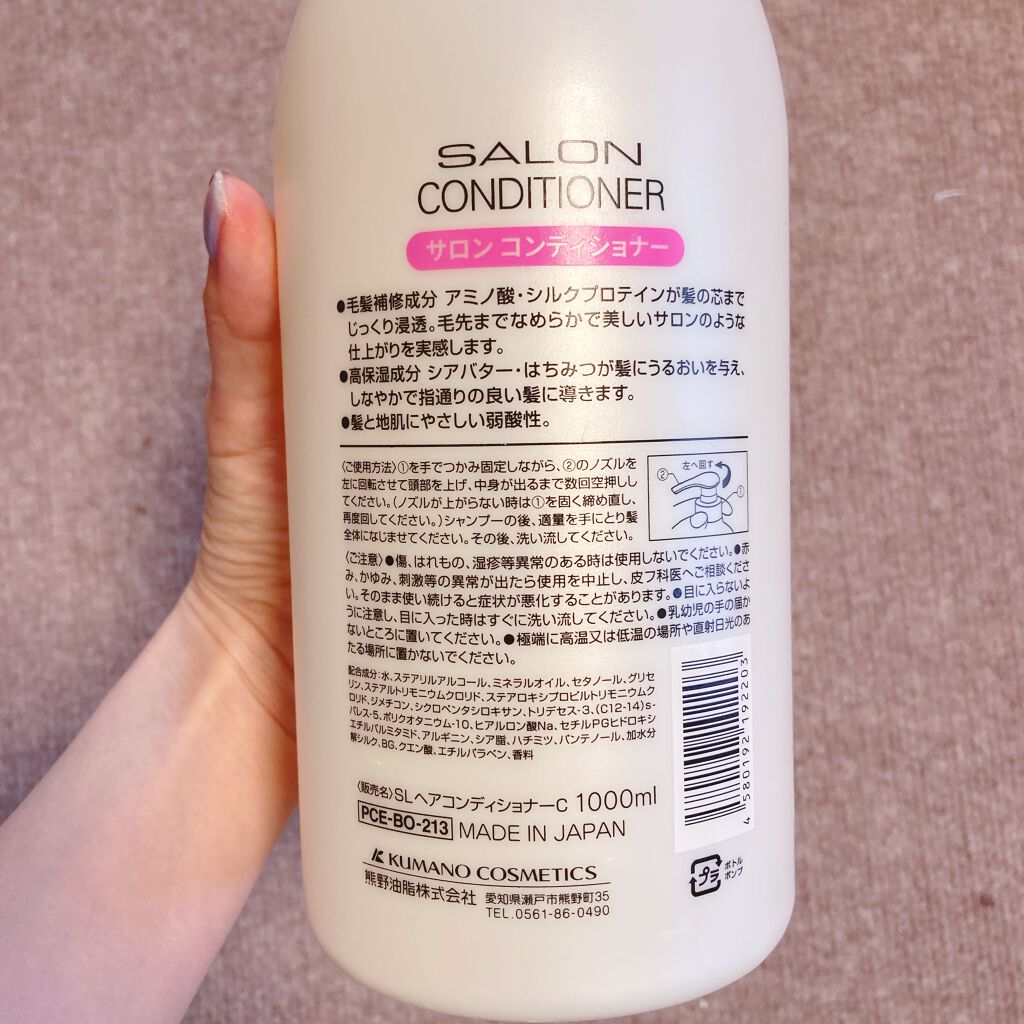 SALON
CONDITIONER
サロン コンディショナー
●毛髪補修成分 アミノ酸・シルクプロテインが髪の芯まで
じっくり浸透。毛先までなめらかで美しいサロンのような
仕上がりを実感します。
●高保湿成分 シアバター・はちみつが髪にうるおいを与え、
しなやかで指通りの良い髪に導きます。
●髪と地肌にやさしい弱酸性。
〈ご使用方法〉①を手でつかみ固定しながら、②のノズルを
左に回転させて頭部を上げ、中身が出るまで数回空押しし
てください。(ノズルが上がらない時は①を固く締め直し、
再度回してください。)シャンプーの後、適量を手にとり髪
全体になじませてください。その後、洗い流してください。
左へ回す
②
①
〈ご注意〉●傷、はれもの、湿疹等異常のある時は使用しないでください。●赤
み、かゆみ、刺激等の異常が出たら使用を中止し、皮フ科医へご相談くださ
い。そのまま使い続けると症状が悪化することがあります。●目に入らないよ
うに注意し、目に入った時はすぐに洗い流してください。●乳幼児の手の届か
ないところに置いてください。●極端に高温又は低温の場所や直射日光のあ
たる場所に置かないでください。
配合成分:水、ステアリルアルコール、ミネラルオイル、セタノール、グリセ
リン、ステアルトリモニウムクロリド、ステアロキシプロピルトリモニウムク
ロリド、ジメチコン、シクロペンタシロキサン、トリデセス-3、(C12-14)s-
パレス-5、ポリクオタニウム-10、ヒアルロン酸Na、セチルPGヒドロキシ
エチルパルミタミド、アルギニン、シア脂、ハチミツ、パンテノール、加水分
解シルク、BG、クエン酸、エチルパラベン、香料
4 580192 192203
〈販売名〉SLヘアコンディショナーC 1000ml
PCE-BO-213 MADE IN JAPAN
KUMANO COSMETICS
熊野油脂株式会社 愛知県瀬戸市熊野町35
TEL.0561-86-0490
プラ
ボトル
ポンプ